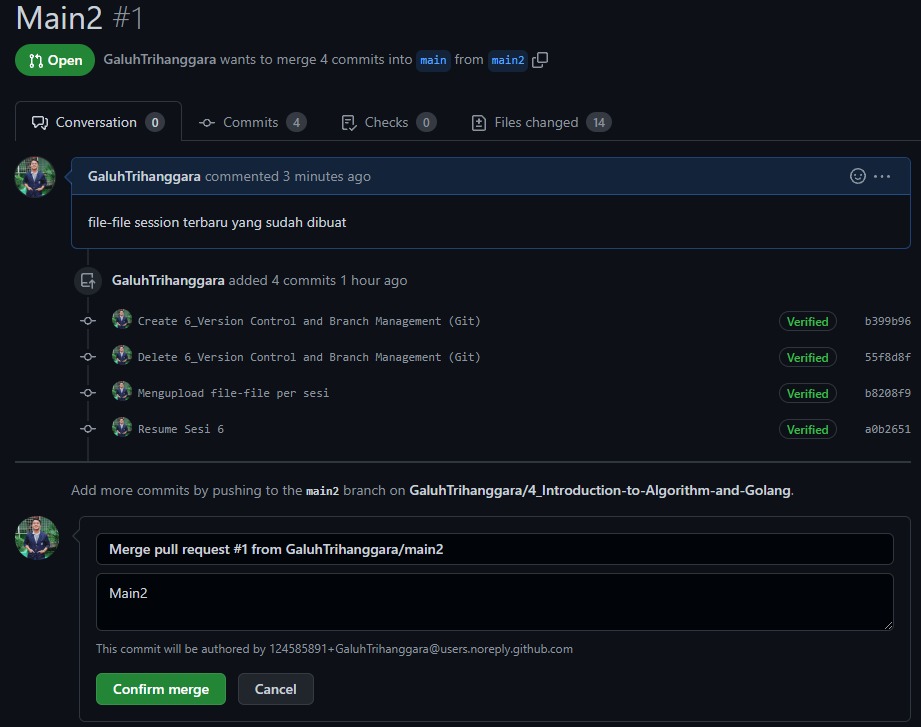 Main2 #1
Open GaluhTrihanggara wants to merge 4 commits into main from main2
Conversation 0 Commits 4 Checks 0 Files changed 14
GaluhTrihanggara commented 3 minutes ago
file-file session terbaru yang sudah dibuat
GaluhTrihanggara added 4 commits 1 hour ago
Create 6_Version Control and Branch Management (Git) Verified b399b96
Delete 6_Version Control and Branch Management (Git) Verified 55f8d8f
Mengupload file-file per sesi Verified b8208f9
Resume Sesi 6 Verified a0b2651
Add more commits by pushing to the main2 branch on GaluhTrihanggara/4_Introduction-to-Algorithm-and-Golang.
Merge pull request #1 from GaluhTrihanggara/main2
Main2
This commit will be authored by 124585891+GaluhTrihanggara@users.noreply.github.com
Confirm merge Cancel